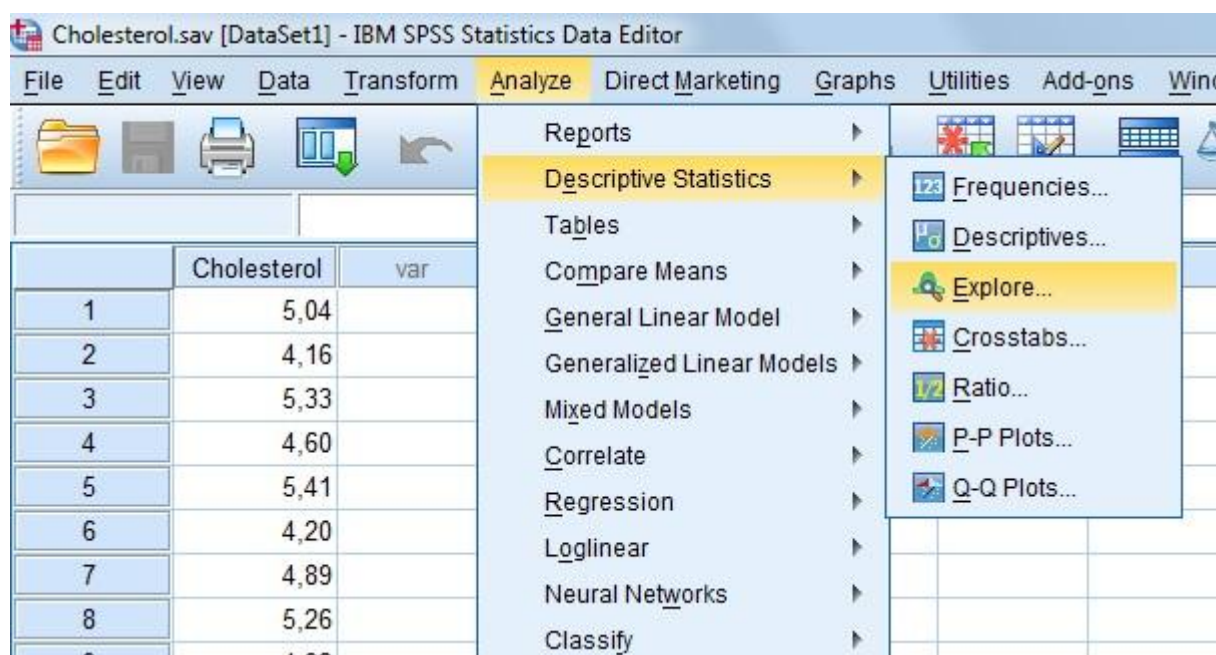 Cholesterol.sav [DataSet1] - IBM SPSS Statistics Data Editor
File Edit View Data Transform Analyze Direct Marketing Graphs Utilities Add-ons
Reports
Descriptive Statistics
Tables
Compare Means
General Linear Model
Generalized Linear Models
Mixed Models
Correlate
Regression
Loglinear
Neural Networks
Classify
123 Frequencies...
Descriptives...
Explore...
Crosstabs...
1/2 Ratio...
P-P Plots...
Q-Q Plots...
Cholesterol var
1 5,04
2 4,16
3 5,33
4 4,60
5 5,41
6 4,20
7 4,89
8 5,26